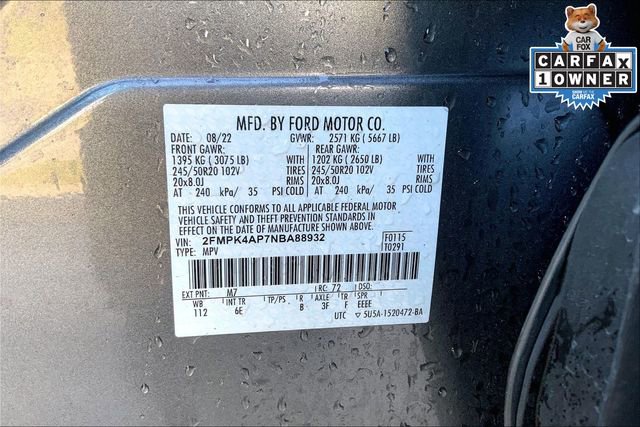 CAR
FOX
CARFAX
1 OWNER
SHOW ME THE
CARFAX
MFD. BY FORD MOTOR CO.
DATE: 08/22 GVWR: 2571 KG (5667 LB)
FRONT GAWR: REAR GAWR:
1395 KG (3075 LB) WITH 1202 KG (2650 LB) WITH
245/50R20 102V TIRES 245/50R20 102V TIRES
20x8.0J RIMS 20x8.0J RIMS
AT 240 kPa/ 35 PSI COLD AT 240 kPa/ 35 PSI COLD
THIS VEHICLE CONFORMS TO ALL APPLICABLE FEDERAL MOTOR
VEHICLE SAFETY AND THEFT PREVENTION STANDARDS IN
EFFECT ON THE DATE OF MANUFACTURE SHOWN ABOVE.
VIN: 2FMPK4AP7NBA88932 F0115
TYPE: MPV T0291
EXT PNT: M7 RC: 72 DSO:
WB INT TR TP/PS R AXLE TR SPR
112 6E B 3F F EEEE
UTC ▽ 5U5A-1520472-BA